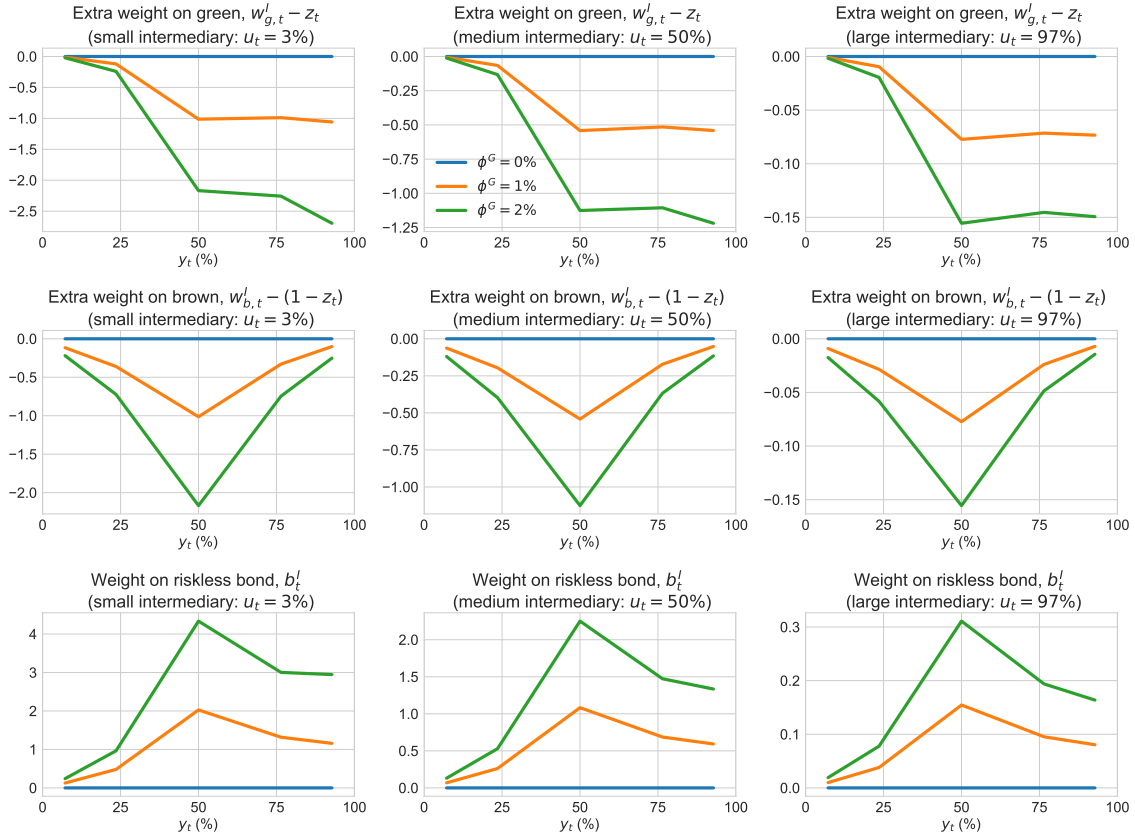 Extra weight on green, $w^I_{g,t} - z_t$
(small intermediary: $u_t = 3\%$)
0.0
−0.5
−1.0
−1.5
−2.0
−2.5
0 25 50 75 100
$y_t$ (%)
Extra weight on green, $w^I_{g,t} - z_t$
(medium intermediary: $u_t = 50\%$)
0.00
−0.25
−0.50
−0.75
−1.00
−1.25
$\phi^G = 0\%$
$\phi^G = 1\%$
$\phi^G = 2\%$
0 25 50 75 100
$y_t$ (%)
Extra weight on green, $w^I_{g,t} - z_t$
(large intermediary: $u_t = 97\%$)
0.00
−0.05
−0.10
−0.15
0 25 50 75 100
$y_t$ (%)
Extra weight on brown, $w^I_{b,t} - (1 - z_t)$
(small intermediary: $u_t = 3\%$)
0.0
−0.5
−1.0
−1.5
−2.0
0 25 50 75 100
$y_t$ (%)
Extra weight on brown, $w^I_{b,t} - (1 - z_t)$
(medium intermediary: $u_t = 50\%$)
0.00
−0.25
−0.50
−0.75
−1.00
0 25 50 75 100
$y_t$ (%)
Extra weight on brown, $w^I_{b,t} - (1 - z_t)$
(large intermediary: $u_t = 97\%$)
0.00
−0.05
−0.10
−0.15
0 25 50 75 100
$y_t$ (%)
Weight on riskless bond, $b^I_t$
(small intermediary: $u_t = 3\%$)
4
3
2
1
0
0 25 50 75 100
$y_t$ (%)
Weight on riskless bond, $b^I_t$
(medium intermediary: $u_t = 50\%$)
2.0
1.5
1.0
0.5
0.0
0 25 50 75 100
$y_t$ (%)
Weight on riskless bond, $b^I_t$
(large intermediary: $u_t = 97\%$)
0.3
0.2
0.1
0.0
0 25 50 75 100
$y_t$ (%)